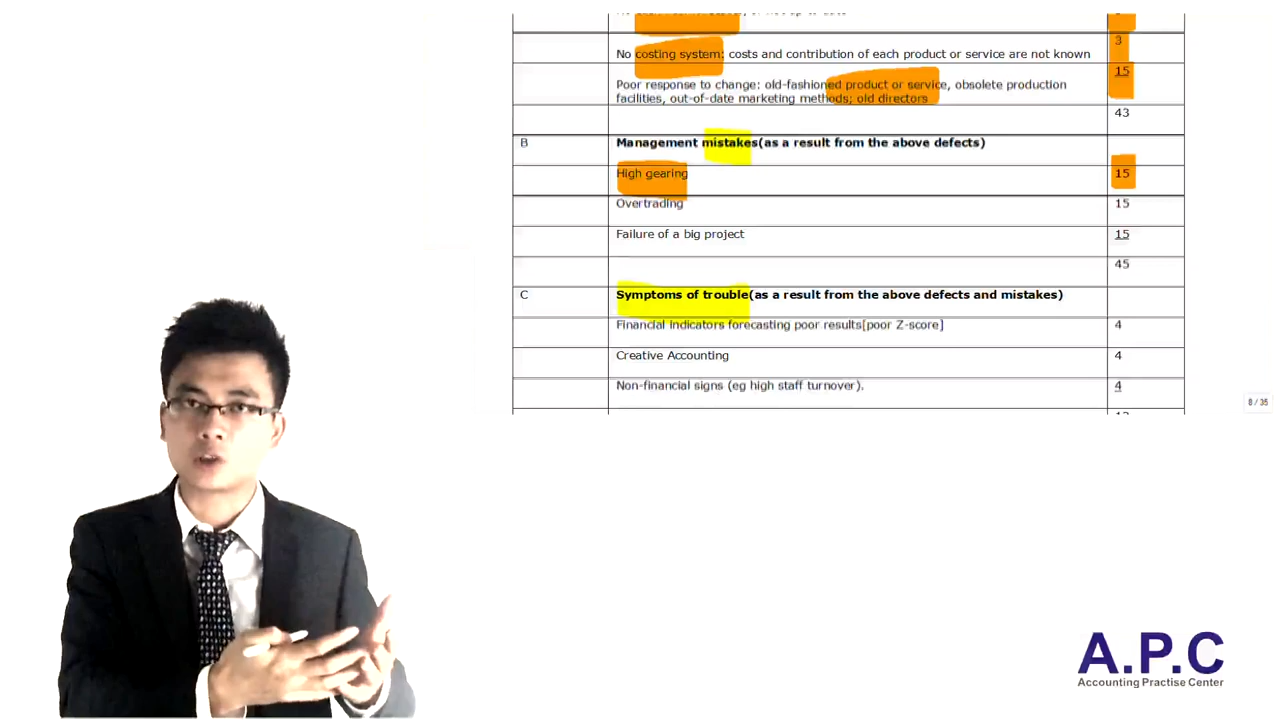 No costing system: costs and contribution of each product or service are not known
3
Poor response to change: old-fashioned product or service, obsolete production
facilities, out-of-date marketing methods; old directors
15
43
B
Management mistakes(as a result from the above defects)
High gearing
15
Overtrading
15
Failure of a big project
15
45
C
Symptoms of trouble(as a result from the above defects and mistakes)
Financial indicators forecasting poor results[poor Z-score]
4
Creative Accounting
4
Non-financial signs (eg high staff turnover).
4
8 / 35
A.P.C
Accounting Practise Center